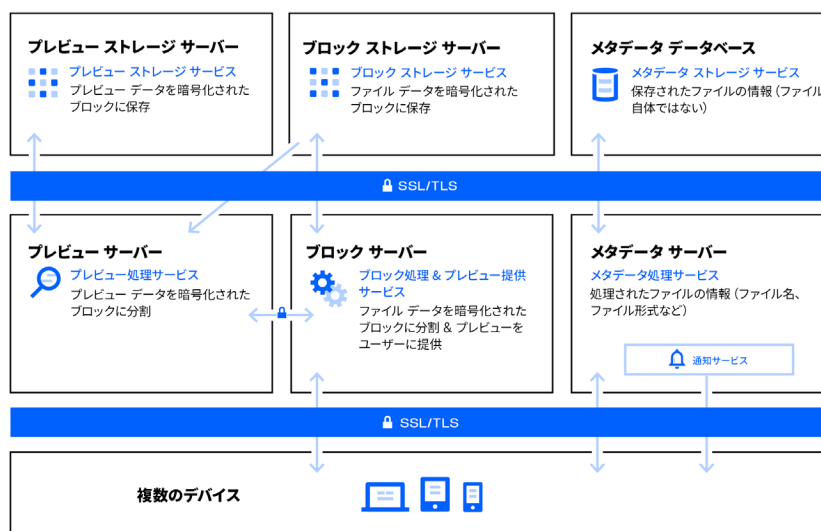 プレビュー ストレージ サーバー
プレビュー ストレージ サービス
プレビュー データを暗号化された
ブロックに保存
ブロック ストレージ サーバー
ブロック ストレージ サービス
ファイル データを暗号化された
ブロックに保存
メタデータ データベース
メタデータ ストレージ サービス
保存されたファイルの情報（ファイル
自体ではない）
SSL/TLS
プレビュー サーバー
プレビュー処理サービス
プレビュー データを暗号化された
ブロックに分割
ブロック サーバー
ブロック処理 & プレビュー提供
サービス
ファイル データを暗号化された
ブロックに分割 & プレビューを
ユーザーに提供
メタデータ サーバー
メタデータ処理サービス
処理されたファイルの情報（ファイル名、
ファイル形式など）
通知サービス
SSL/TLS
複数のデバイス